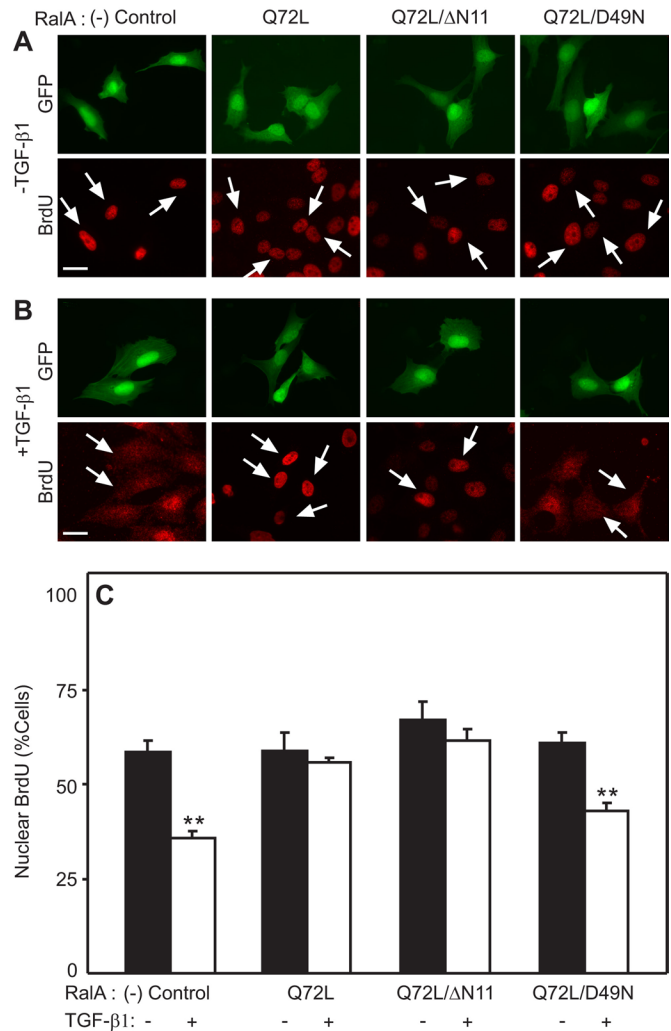 RalA : (-) Control Q72L Q72L/ΔN11 Q72L/D49N
A
GFP
-TGF-β1
BrdU
B
GFP
+TGF-β1
BrdU
C
100
75
50
25
0
Nuclear BrdU (%Cells)
** **
RalA : (-) Control Q72L Q72L/ΔN11 Q72L/D49N
TGF-β1: - + - + - + - +